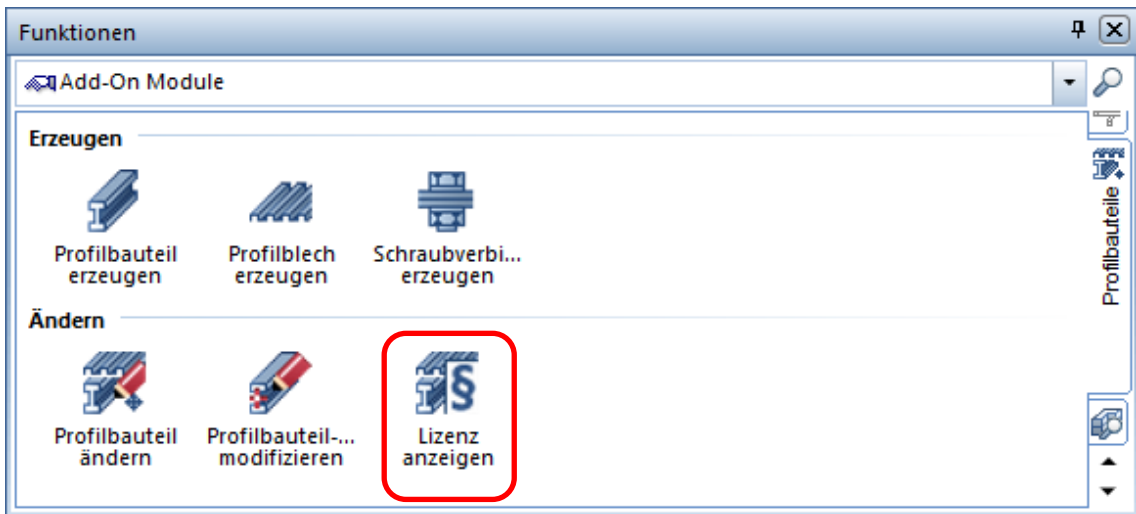 Funktionen
Add-On Module
Erzeugen
Profilbauteil
erzeugen
Profilblech
erzeugen
Schraubverbi...
erzeugen
Ändern
Profilbauteil
ändern
Profilbauteil-...
modifizieren
§
Lizenz
anzeigen
Profilbauteile